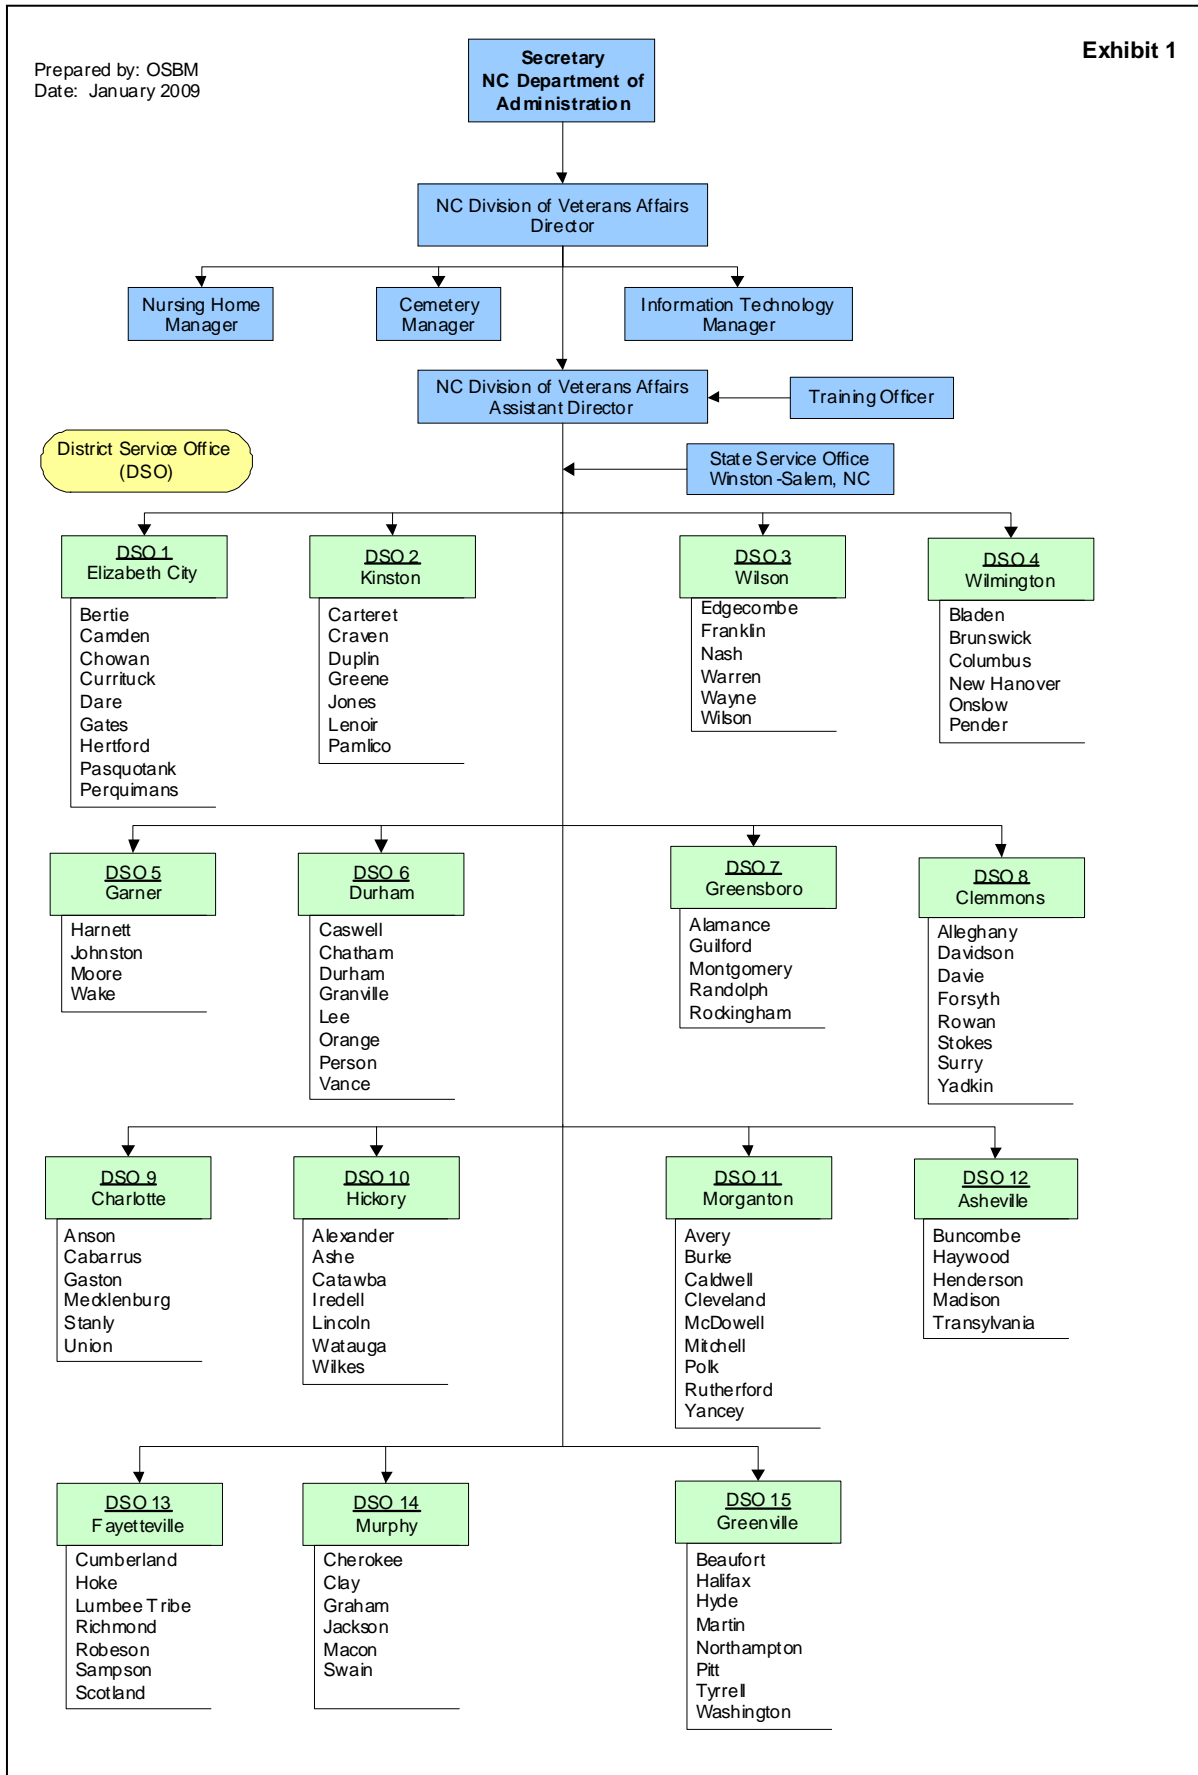 Exhibit 1
Prepared by: OSBM
Date: January 2009
Secretary
NC Department of
Administration
NC Division of Veterans Affairs
Director
Nursing Home
Manager
Cemetery
Manager
Information Technology
Manager
NC Division of Veterans Affairs
Assistant Director
Training Officer
District Service Office
(DSO)
State Service Office
Winston-Salem, NC
DSO 1
Elizabeth City
Bertie
Camden
Chowan
Currituck
Dare
Gates
Hertford
Pasquotank
Perquimans
DSO 2
Kinston
Carteret
Craven
Duplin
Greene
Jones
Lenoir
Pamlico
DSO 3
Wilson
Edgecombe
Franklin
Nash
Warren
Wayne
Wilson
DSO 4
Wilmington
Bladen
Brunswick
Columbus
New Hanover
Onslow
Pender
DSO 5
Garner
Harnett
Johnston
Moore
Wake
DSO 6
Durham
Caswell
Chatham
Durham
Granville
Lee
Orange
Person
Vance
DSO 7
Greensboro
Alamance
Guilford
Montgomery
Randolph
Rockingham
DSO 8
Clemmons
Alleghany
Davidson
Davie
Forsyth
Rowan
Stokes
Surry
Yadkin
DSO 9
Charlotte
Anson
Cabarrus
Gaston
Mecklenburg
Stanly
Union
DSO 10
Hickory
Alexander
Ashe
Catawba
Iredell
Lincoln
Watauga
Wilkes
DSO 11
Morganton
Avery
Burke
Caldwell
Cleveland
McDowell
Mitchell
Polk
Rutherford
Yancey
DSO 12
Asheville
Buncombe
Haywood
Henderson
Madison
Transylvania
DSO 13
Fayetteville
Cumberland
Hoke
Lumbee Tribe
Richmond
Robeson
Sampson
Scotland
DSO 14
Murphy
Cherokee
Clay
Graham
Jackson
Macon
Swain
DSO 15
Greenville
Beaufort
Halifax
Hyde
Martin
Northampton
Pitt
Tyrrell
Washington